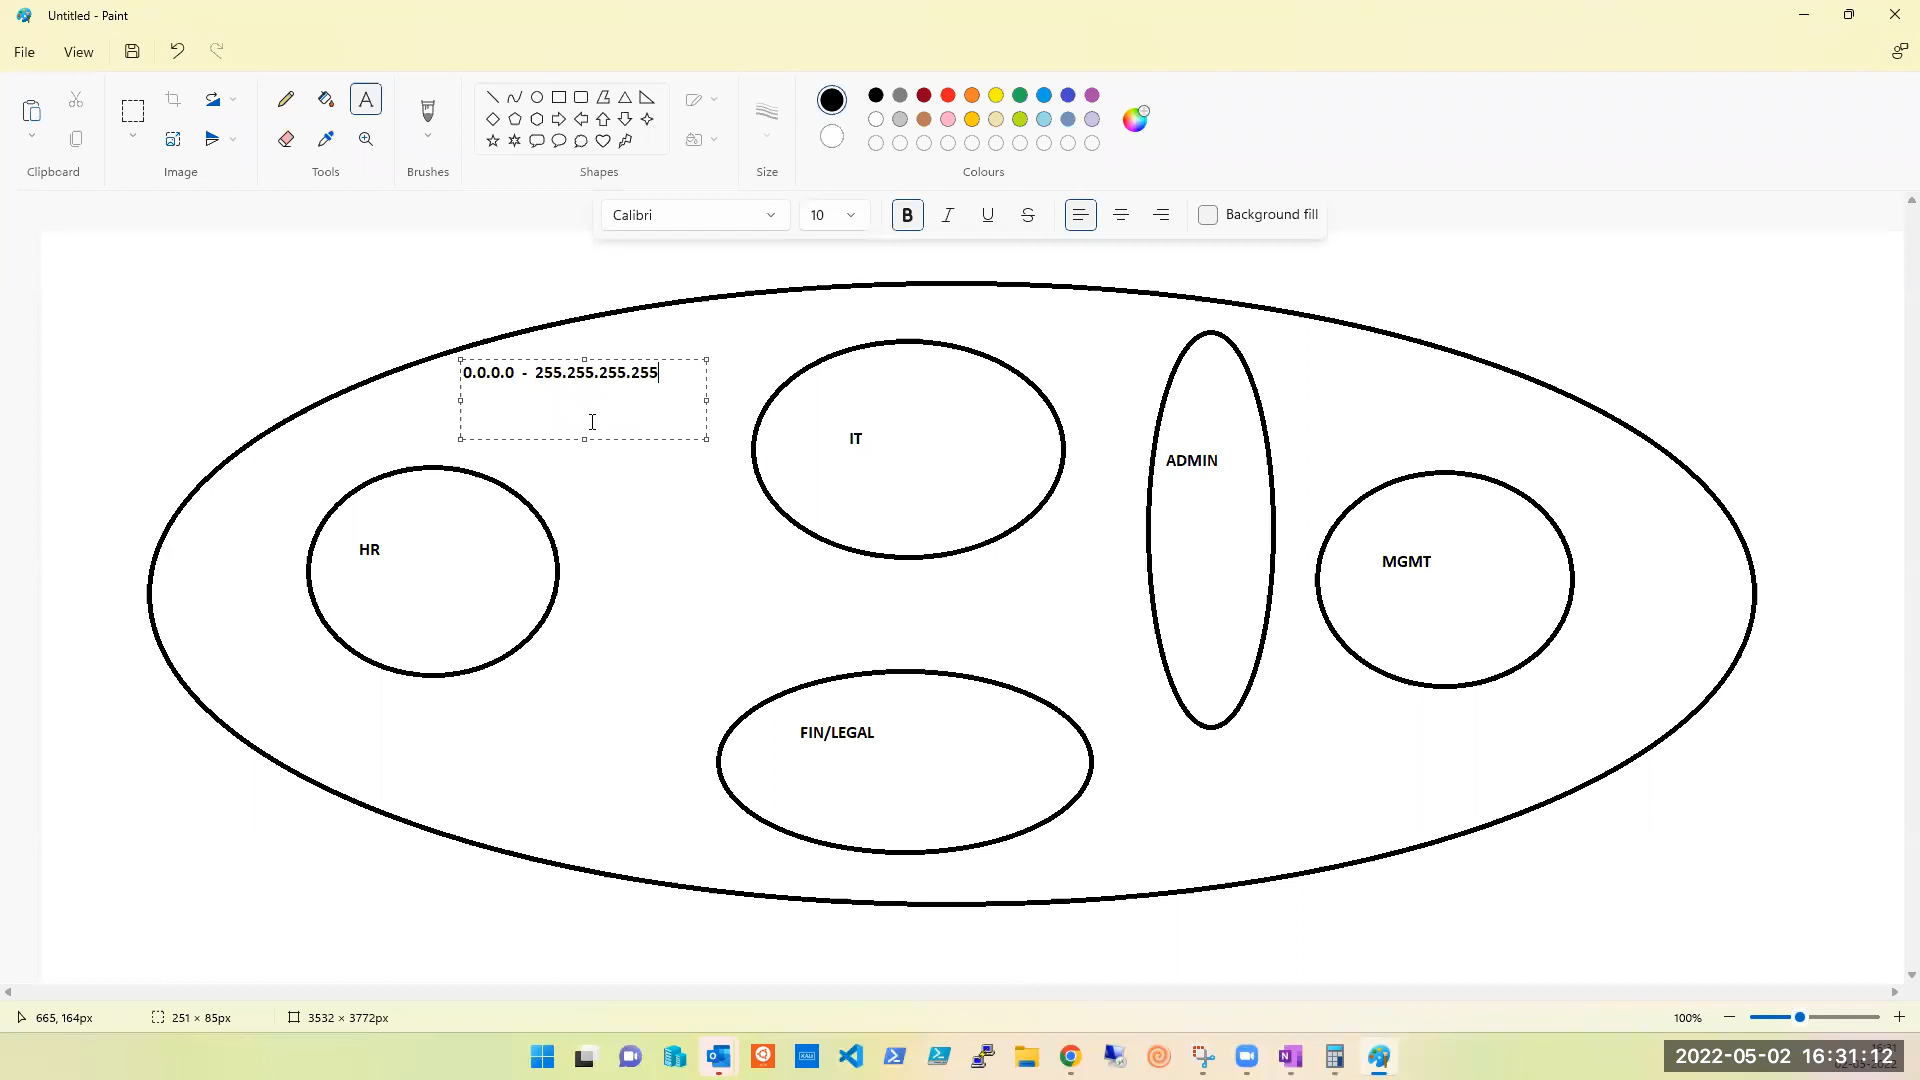 Untitled - Paint
File
View
Clipboard
Image
Tools
Brushes
Shapes
Size
Colours
Calibri
10
B
I
U
S
Background fill
0.0.0.0 - 255.255.255.255
IT
ADMIN
HR
MGMT
FIN/LEGAL
665, 164px
251 × 85px
3532 × 3772px
100%
2022-05-02 16:31:12